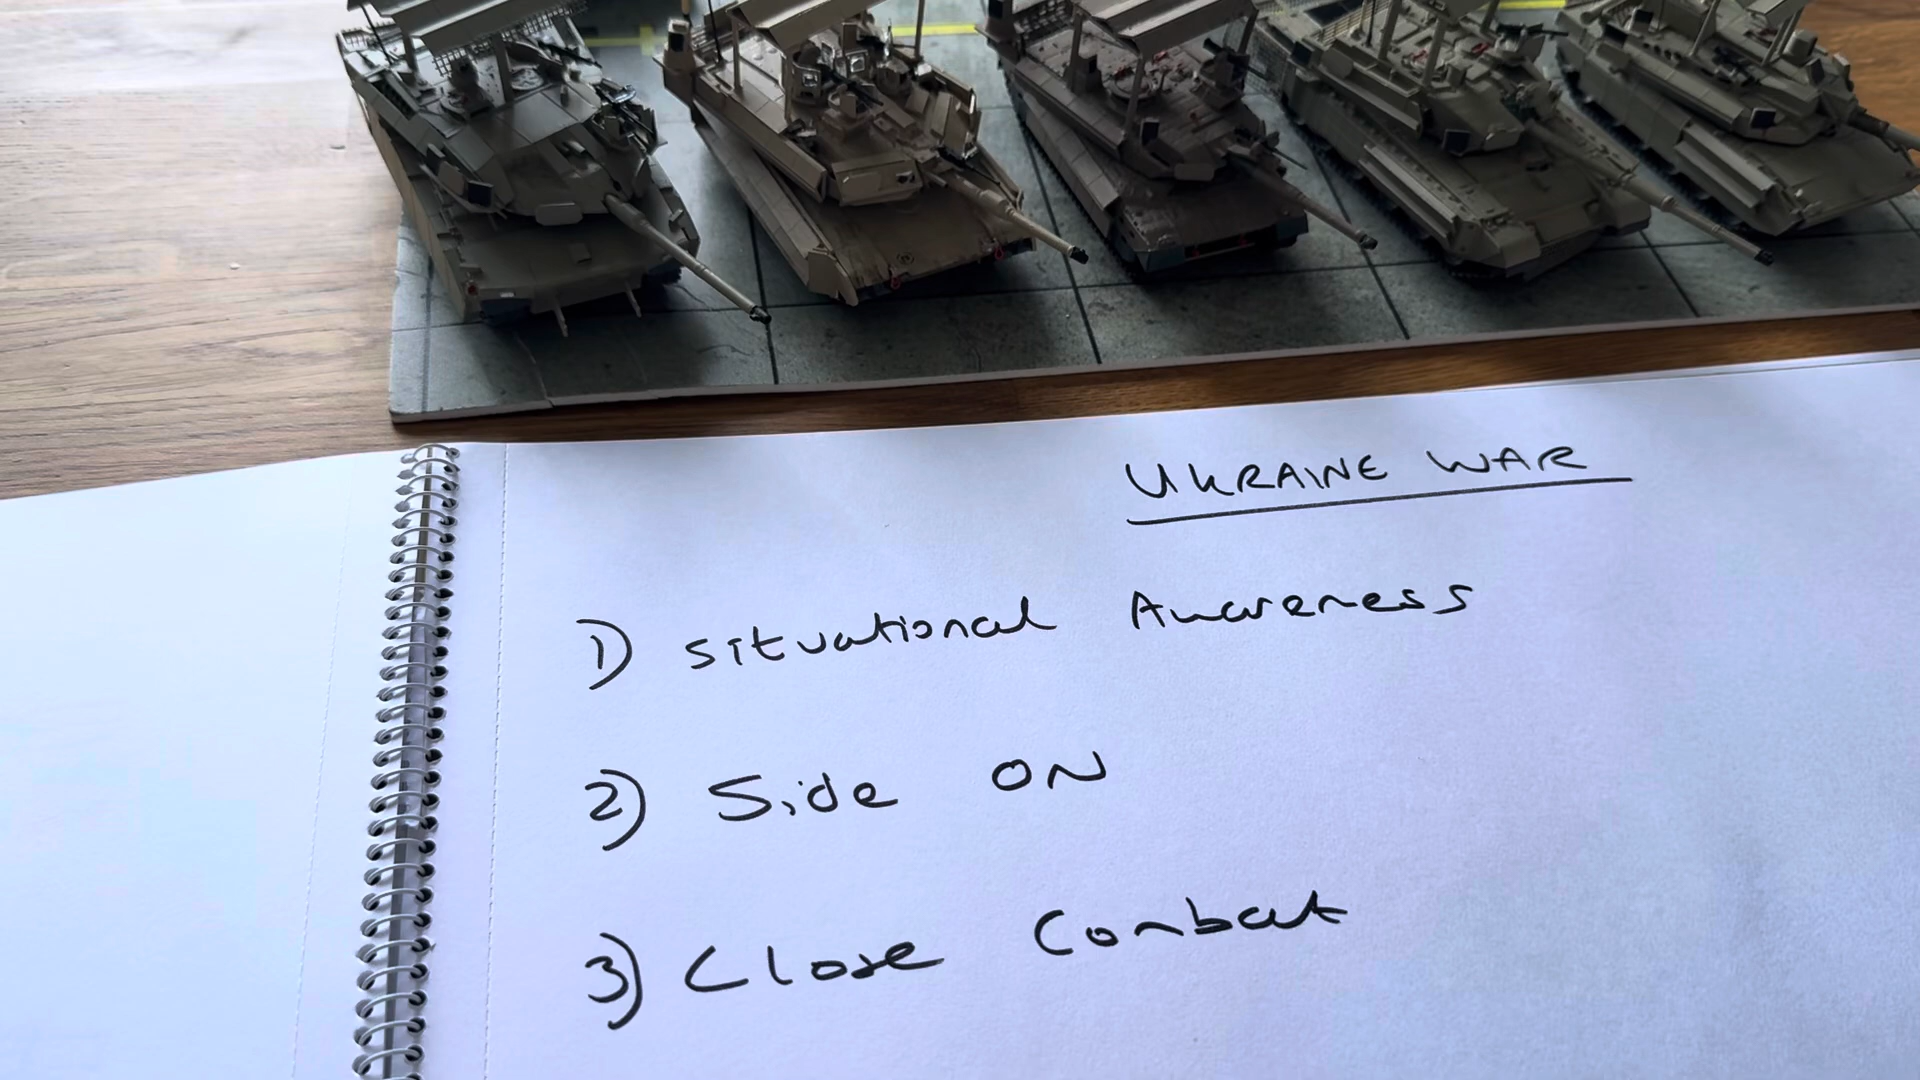 UKRAINE WAR
1) Situational Awareness
2) Side ON
3) Close Combat